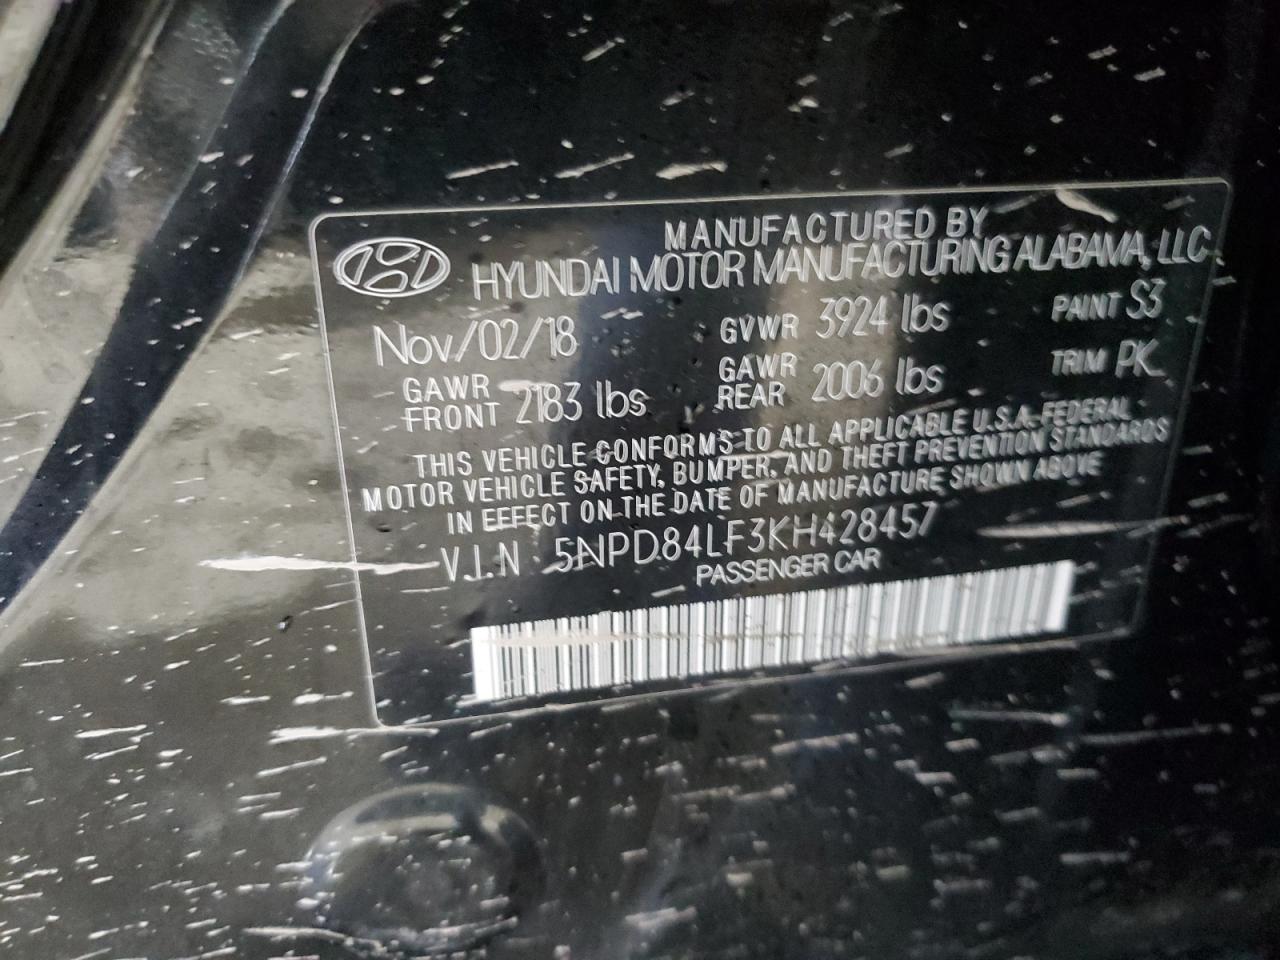 MANUFACTURED BY
HYUNDAI MOTOR MANUFACTURING ALABAMA, LLC
Nov/02/18 GVWR 3924 lbs PAINT S3
GAWR FRONT 2183 lbs GAWR REAR 2006 lbs TRIM PK
THIS VEHICLE CONFORMS TO ALL APPLICABLE U.S.A. FEDERAL
MOTOR VEHICLE SAFETY, BUMPER, AND THEFT PREVENTION STANDARDS
IN EFFECT ON THE DATE OF MANUFACTURE SHOWN ABOVE
V.I.N 5NPD84LF3KH428457
PASSENGER CAR